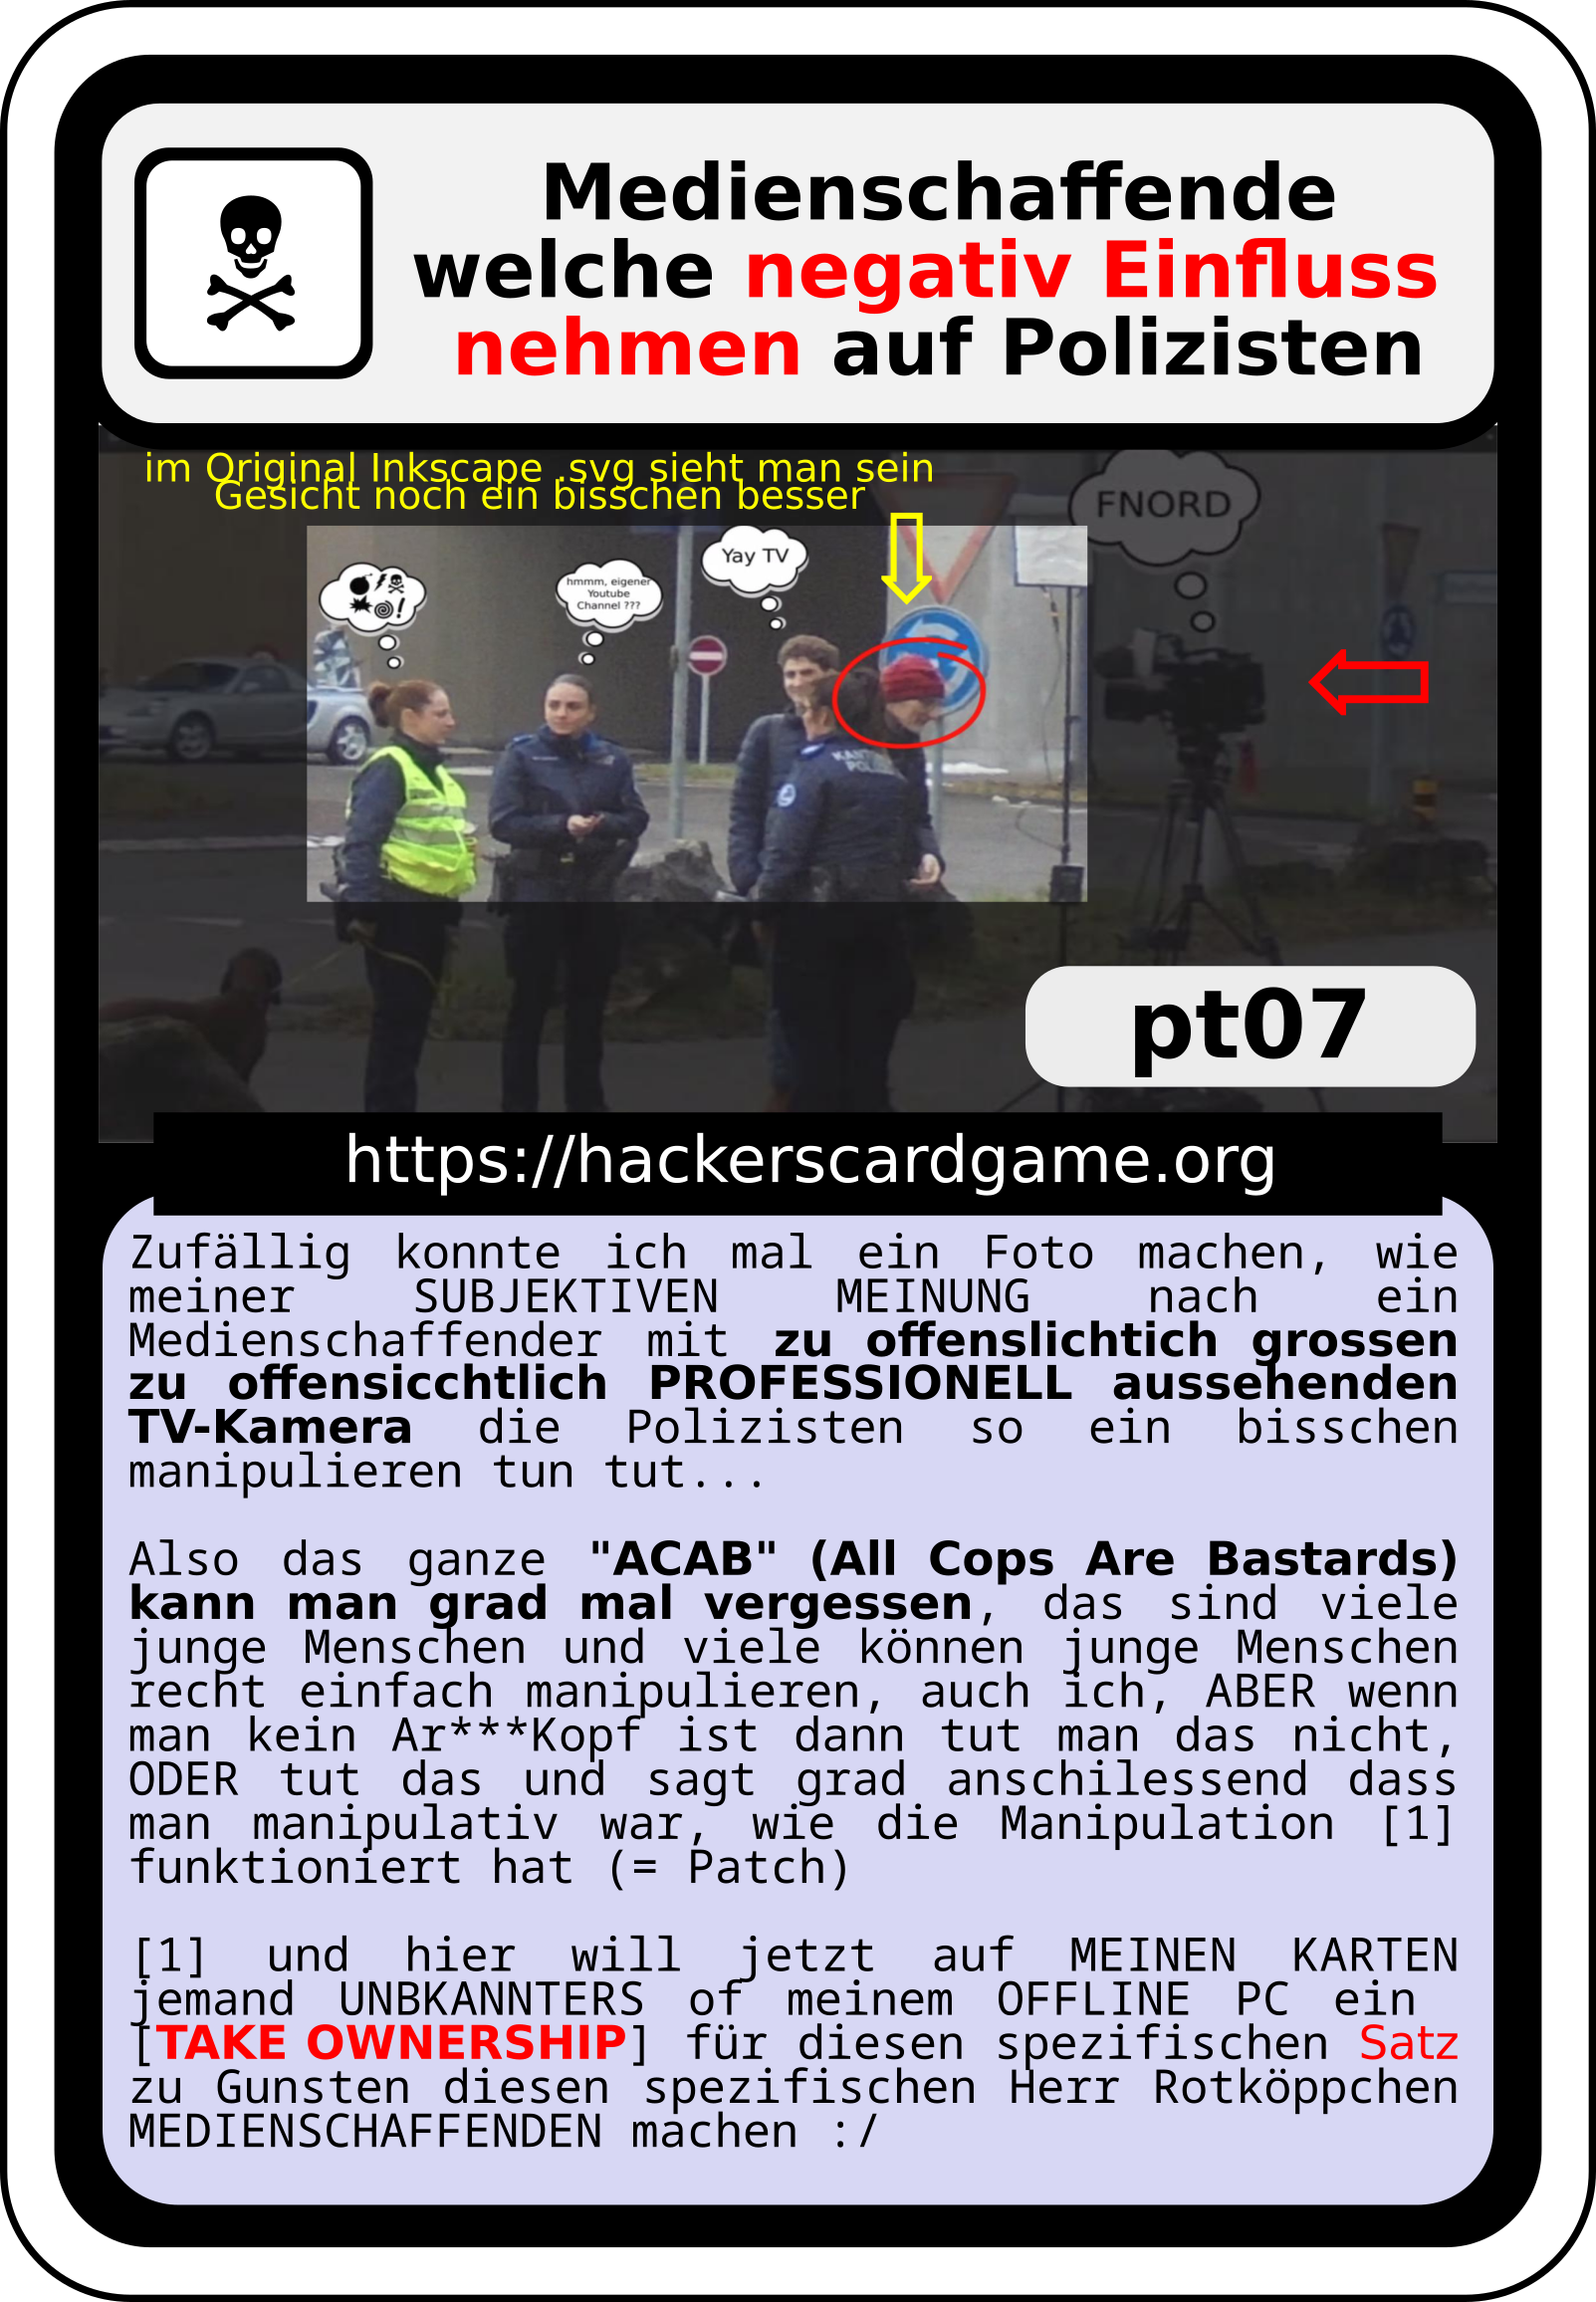 Medienschaffende
welche negativ Einfluss
nehmen auf Polizisten
im Original Inkscape .svg sieht man sein
Gesicht noch ein bisschen besser
FNORD
Yay TV
hmmm, eigener
Youtube
Channel ???
KANT
POLIZ
pt07
https://hackerscardgame.org
Zufällig konnte ich mal ein Foto machen, wie
meiner SUBJEKTIVEN MEINUNG nach ein
Medienschaffender mit zu offenslichtich grossen
zu offensicchtlich PROFESSIONELL aussehenden
TV-Kamera die Polizisten so ein bisschen
manipulieren tun tut...
Also das ganze "ACAB" (All Cops Are Bastards)
kann man grad mal vergessen, das sind viele
junge Menschen und viele können junge Menschen
recht einfach manipulieren, auch ich, ABER wenn
man kein Ar***Kopf ist dann tut man das nicht,
ODER tut das und sagt grad anschilessend dass
man manipulativ war, wie die Manipulation [1]
funktioniert hat (= Patch)
[1] und hier will jetzt auf MEINEN KARTEN
jemand UNBKANNTERS of meinem OFFLINE PC ein
[TAKE OWNERSHIP] für diesen spezifischen Satz
zu Gunsten diesen spezifischen Herr Rotköppchen
MEDIENSCHAFFENDEN machen :/